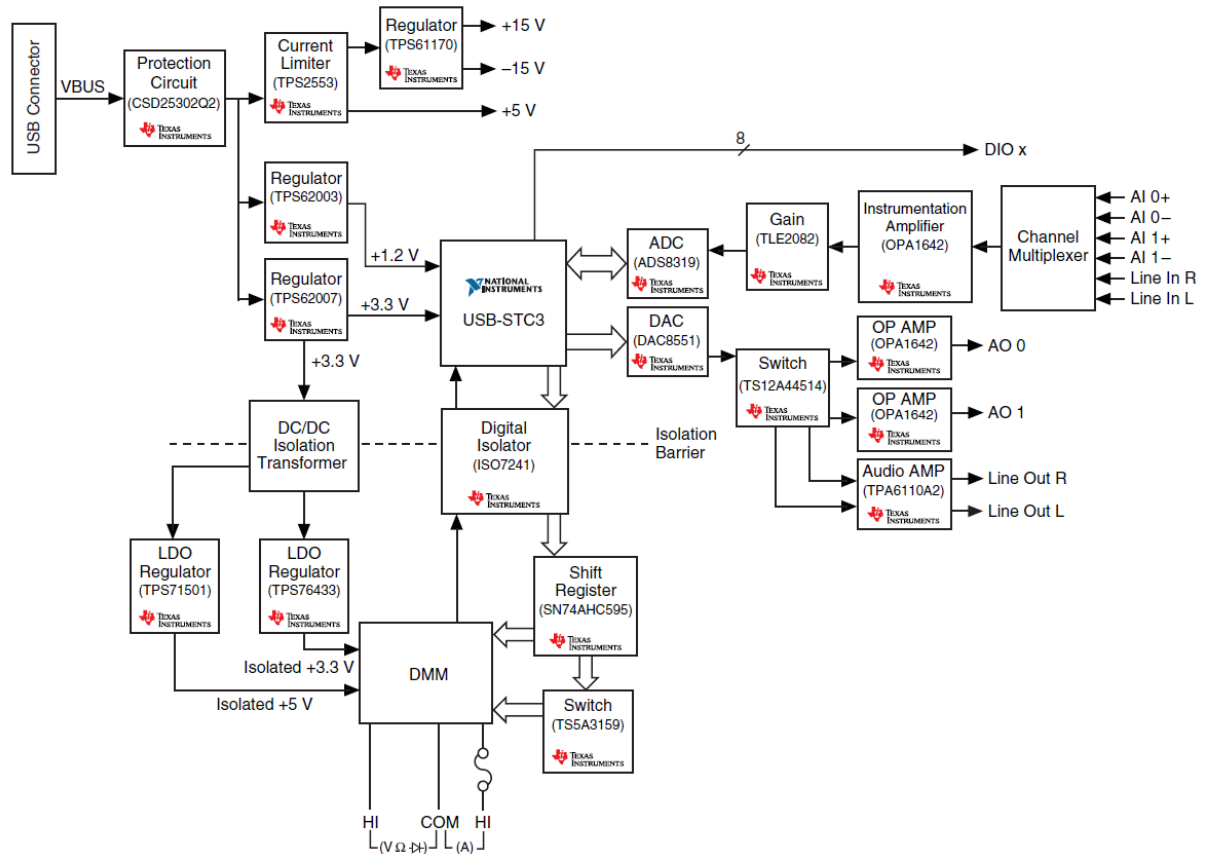 USB Connector
VBUS
Protection
Circuit
(CSD25302Q2)
TEXAS
INSTRUMENTS
Current
Limiter
(TPS2553)
TEXAS
INSTRUMENTS
Regulator
(TPS61170)
TEXAS
INSTRUMENTS
+15 V
–15 V
+5 V
Regulator
(TPS62003)
TEXAS
INSTRUMENTS
+1.2 V
Regulator
(TPS62007)
TEXAS
INSTRUMENTS
+3.3 V
+3.3 V
NATIONAL
INSTRUMENTS
USB-STC3
8
DIO x
ADC
(ADS8319)
TEXAS
INSTRUMENTS
Gain
(TLE2082)
TEXAS
INSTRUMENTS
Instrumentation
Amplifier
(OPA1642)
TEXAS
INSTRUMENTS
Channel
Multiplexer
AI 0+
AI 0–
AI 1+
AI 1–
Line In R
Line In L
DAC
(DAC8551)
TEXAS
INSTRUMENTS
Switch
(TS12A44514)
TEXAS
INSTRUMENTS
OP AMP
(OPA1642)
TEXAS
INSTRUMENTS
AO 0
OP AMP
(OPA1642)
TEXAS
INSTRUMENTS
AO 1
Audio AMP
(TPA6110A2)
TEXAS
INSTRUMENTS
Line Out R
Line Out L
DC/DC
Isolation
Transformer
Digital
Isolator
(ISO7241)
TEXAS
INSTRUMENTS
Isolation
Barrier
LDO
Regulator
(TPS71501)
TEXAS
INSTRUMENTS
LDO
Regulator
(TPS76433)
TEXAS
INSTRUMENTS
Shift
Register
(SN74AHC595)
TEXAS
INSTRUMENTS
Isolated +3.3 V
Isolated +5 V
DMM
Switch
(TS5A3159)
TEXAS
INSTRUMENTS
HI COM HI
(V Ω) (A)